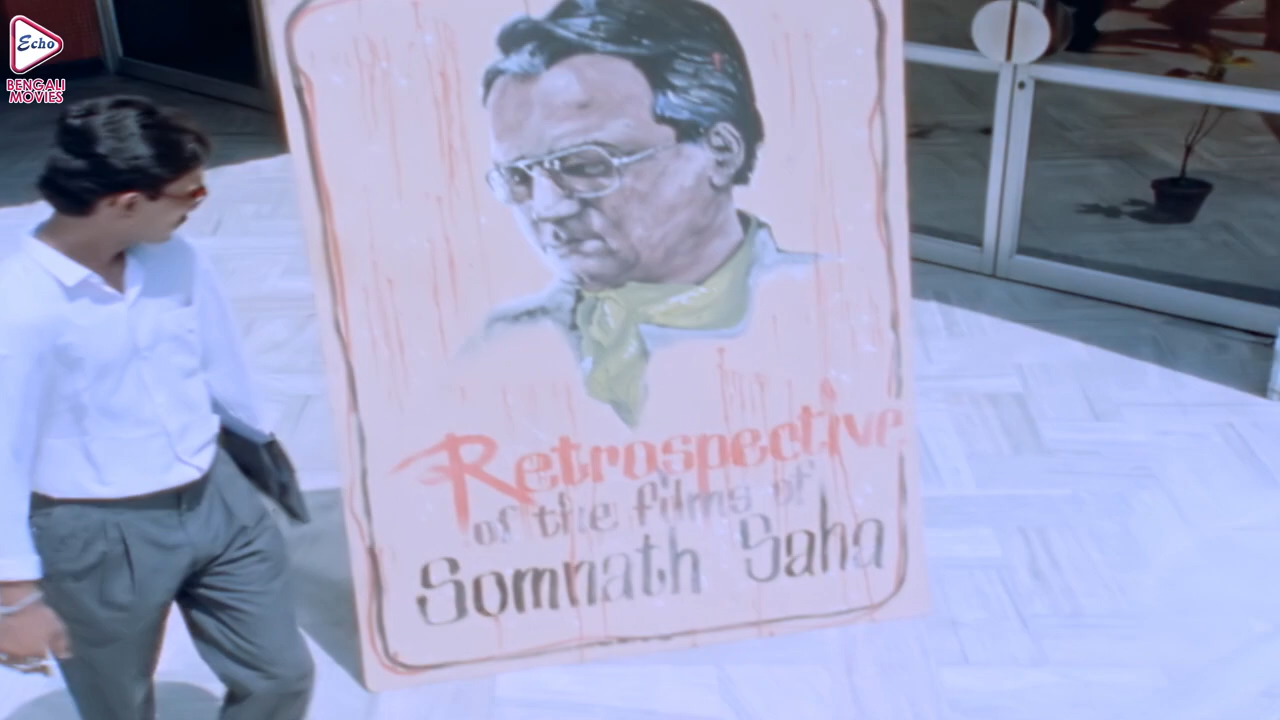 Echo
BENGALI
MOVIES
Retrospective
of the films of
Somnath Saha